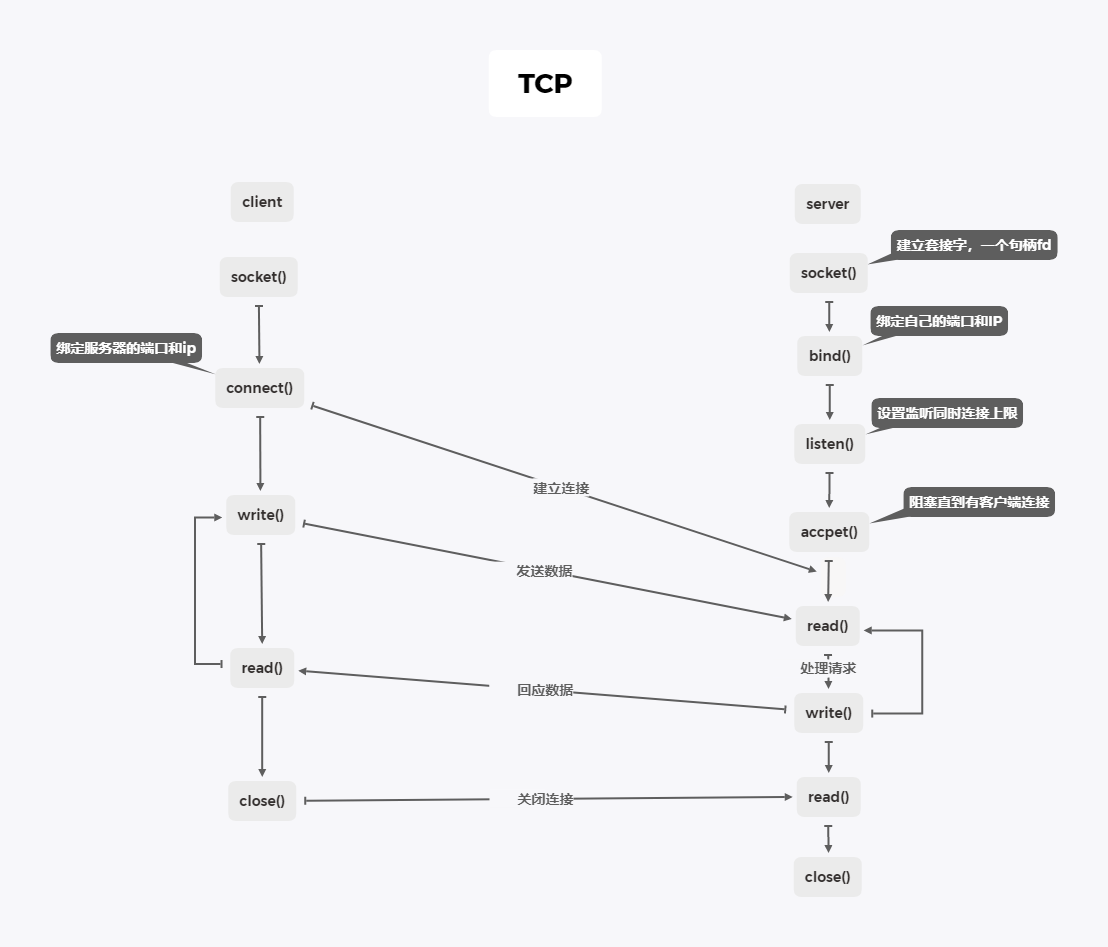 TCP
client
server
建立套接字，一个句柄fd
socket()
socket()
绑定自己的端口和IP
绑定服务器的端口和ip
bind()
connect()
设置监听同时连接上限
listen()
建立连接
阻塞直到有客户端连接
write()
accpet()
发送数据
read()
read()
处理请求
回应数据
write()
close()
关闭连接
read()
close()